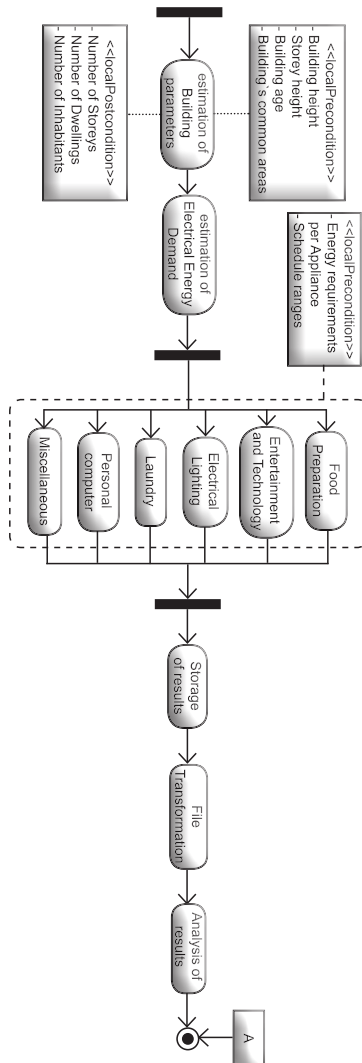 <<localPrecondition>>
- Building height
- Storey height
- Building age
- Building`s common areas
<<localPrecondition>>
- Energy requirements
per Appliance
- Schedule ranges
estimation of
Building
parameters
<<localPostcondition>>
- Number of Storeys
- Number of Dwellings
- Number of Inhabitants
estimation of
Electrical Energy
Demand
Food
Preparation
Entertainment
and Technology
Electrical
Lighting
Laundry
Personal
computer
Miscellaneous
Storage
of results
File
Transformation
Analysis of
results
A